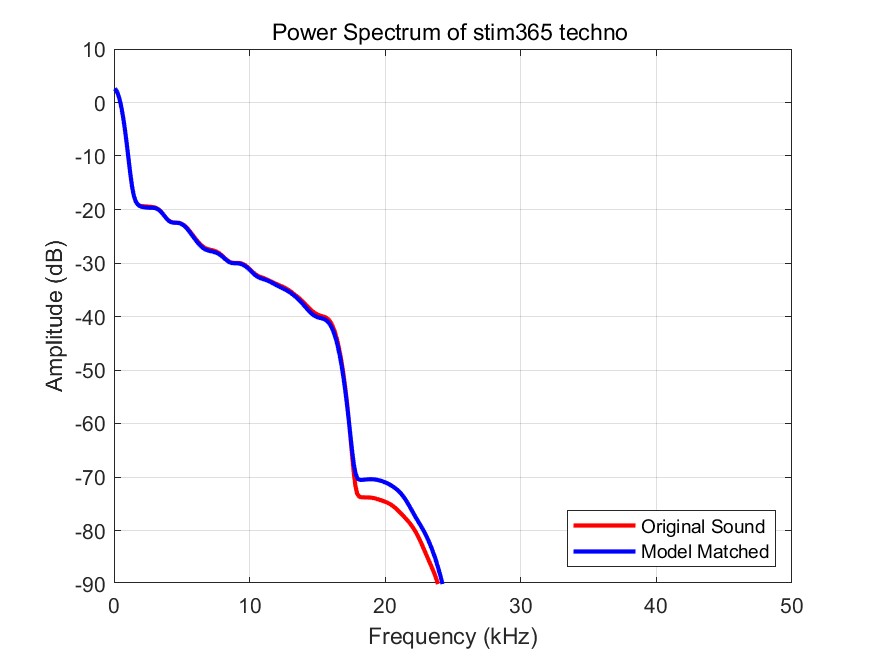 Power Spectrum of stim365 techno
10
0
-10
-20
-30
-40
-50
-60
-70
-80
-90
Amplitude (dB)
0 10 20 30 40 50
Frequency (kHz)
Original Sound
Model Matched